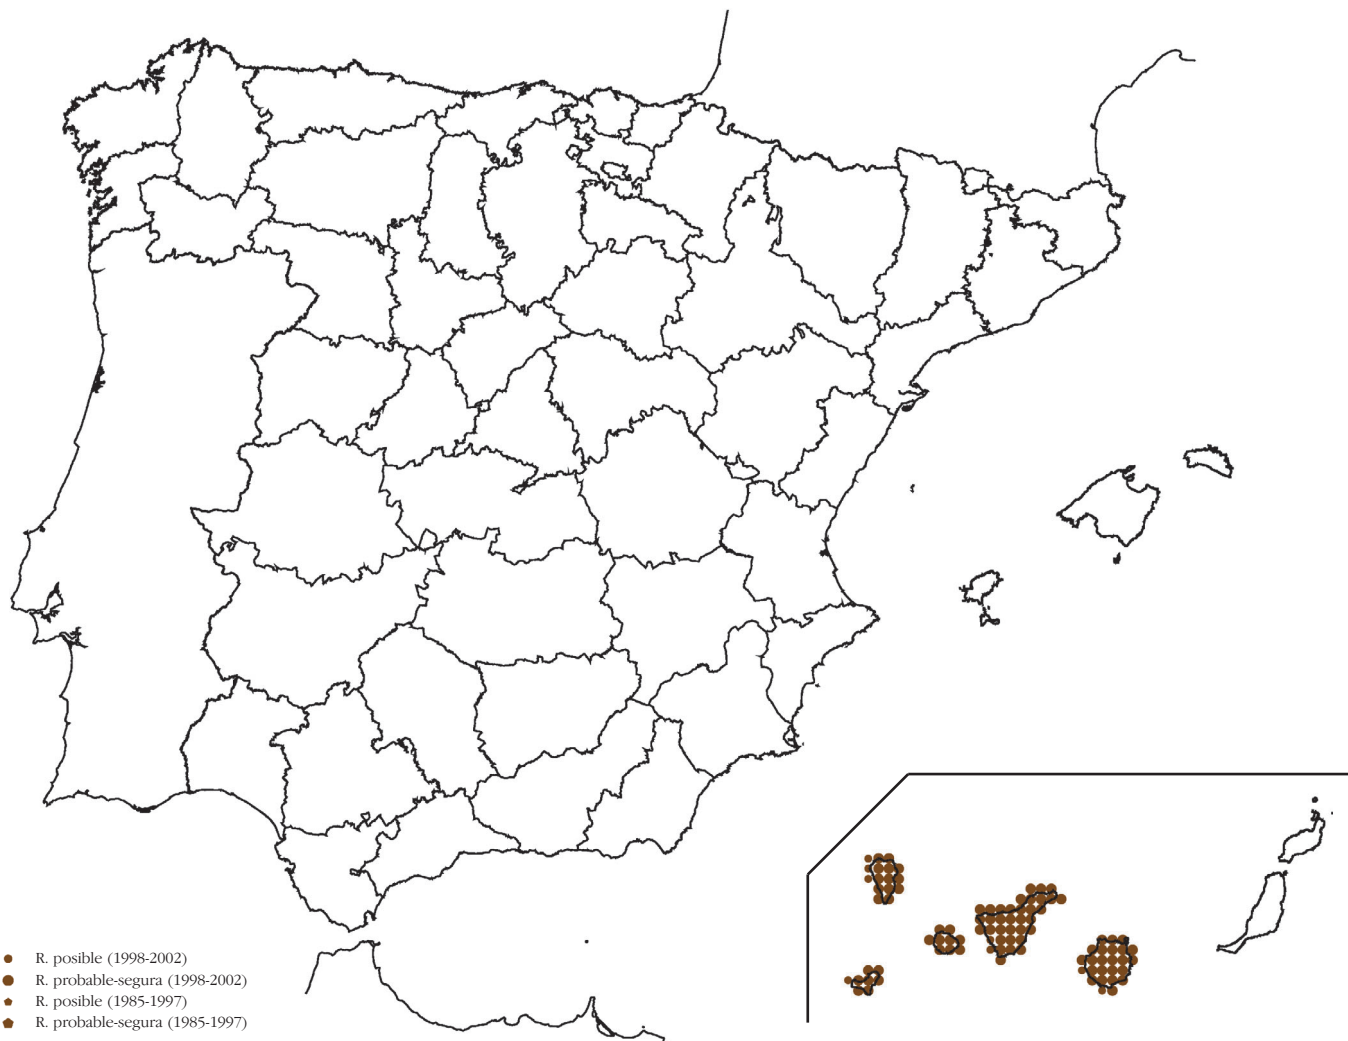 R. posible (1998-2002)
R. probable-segura (1998-2002)
R. posible (1985-1997)
R. probable-segura (1985-1997)